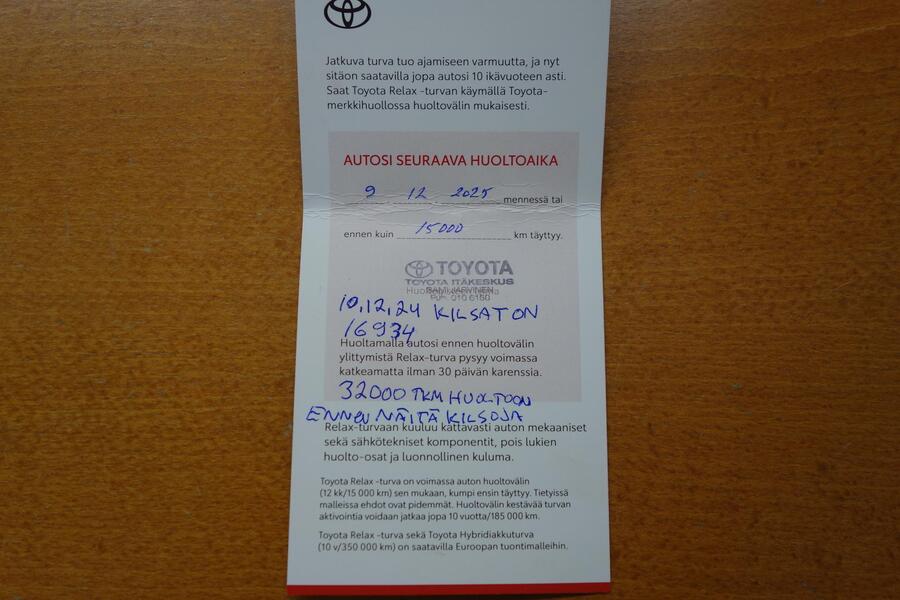 Jatkuva turva tuo ajamiseen varmuutta, ja nyt
sitäon saatavilla jopa autosi 10 ikävuoteen asti.
Saat Toyota Relax -turvan käymällä Toyota-
merkkihuollossa huoltovälin mukaisesti.
AUTOSI SEURAAVA HUOLTOAIKA
9 12 2025 mennessä tai
ennen kuin 15000 km täyttyy.
TOYOTA
TOYOTA ITÄKESKUS
SAMI JÄRVINEN
Puh. 010 6150
10,12,24 KILSAT ON
16934
Huoltamalla autosi ennen huoltovälin
ylittymistä Relax-turva pysyy voimassa
katkeamatta ilman 30 päivän karenssia.
32000 TKM HUOLTOON
ENNEN NÄITÄ KILSOJA
Relax-turvaan kuuluu kattavasti auton mekaaniset
sekä sähkötekniset komponentit, pois lukien
huolto-osat ja luonnollinen kuluma.
Toyota Relax -turva on voimassa auton huoltovälin
(12 kk/15 000 km) sen mukaan, kumpi ensin täyttyy. Tietyissä
malleissa ehdot ovat pidemmät. Huoltovälin kestävää turvan
aktivointia voidaan jatkaa jopa 10 vuotta/185 000 km.
Toyota Relax -turva sekä Toyota Hybridiakkuturva
(10 v/350 000 km) on saatavilla Euroopan tuontimalleihin.